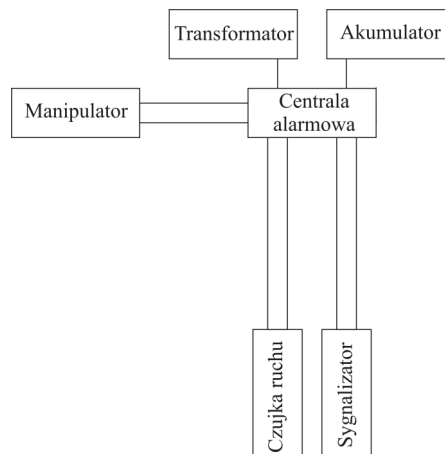 Transformator
Akumulator
Manipulator
Centrala
alarmowa
Czujka ruchu
Sygnalizator